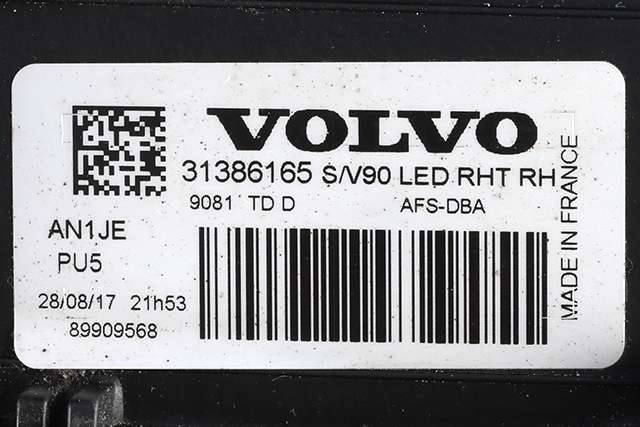 VOLVO
31386165 S/V90 LED RHT RH
9081 TD D AFS-DBA
AN1JE
PU5
28/08/17 21h53
89909568
MADE IN FRANCE